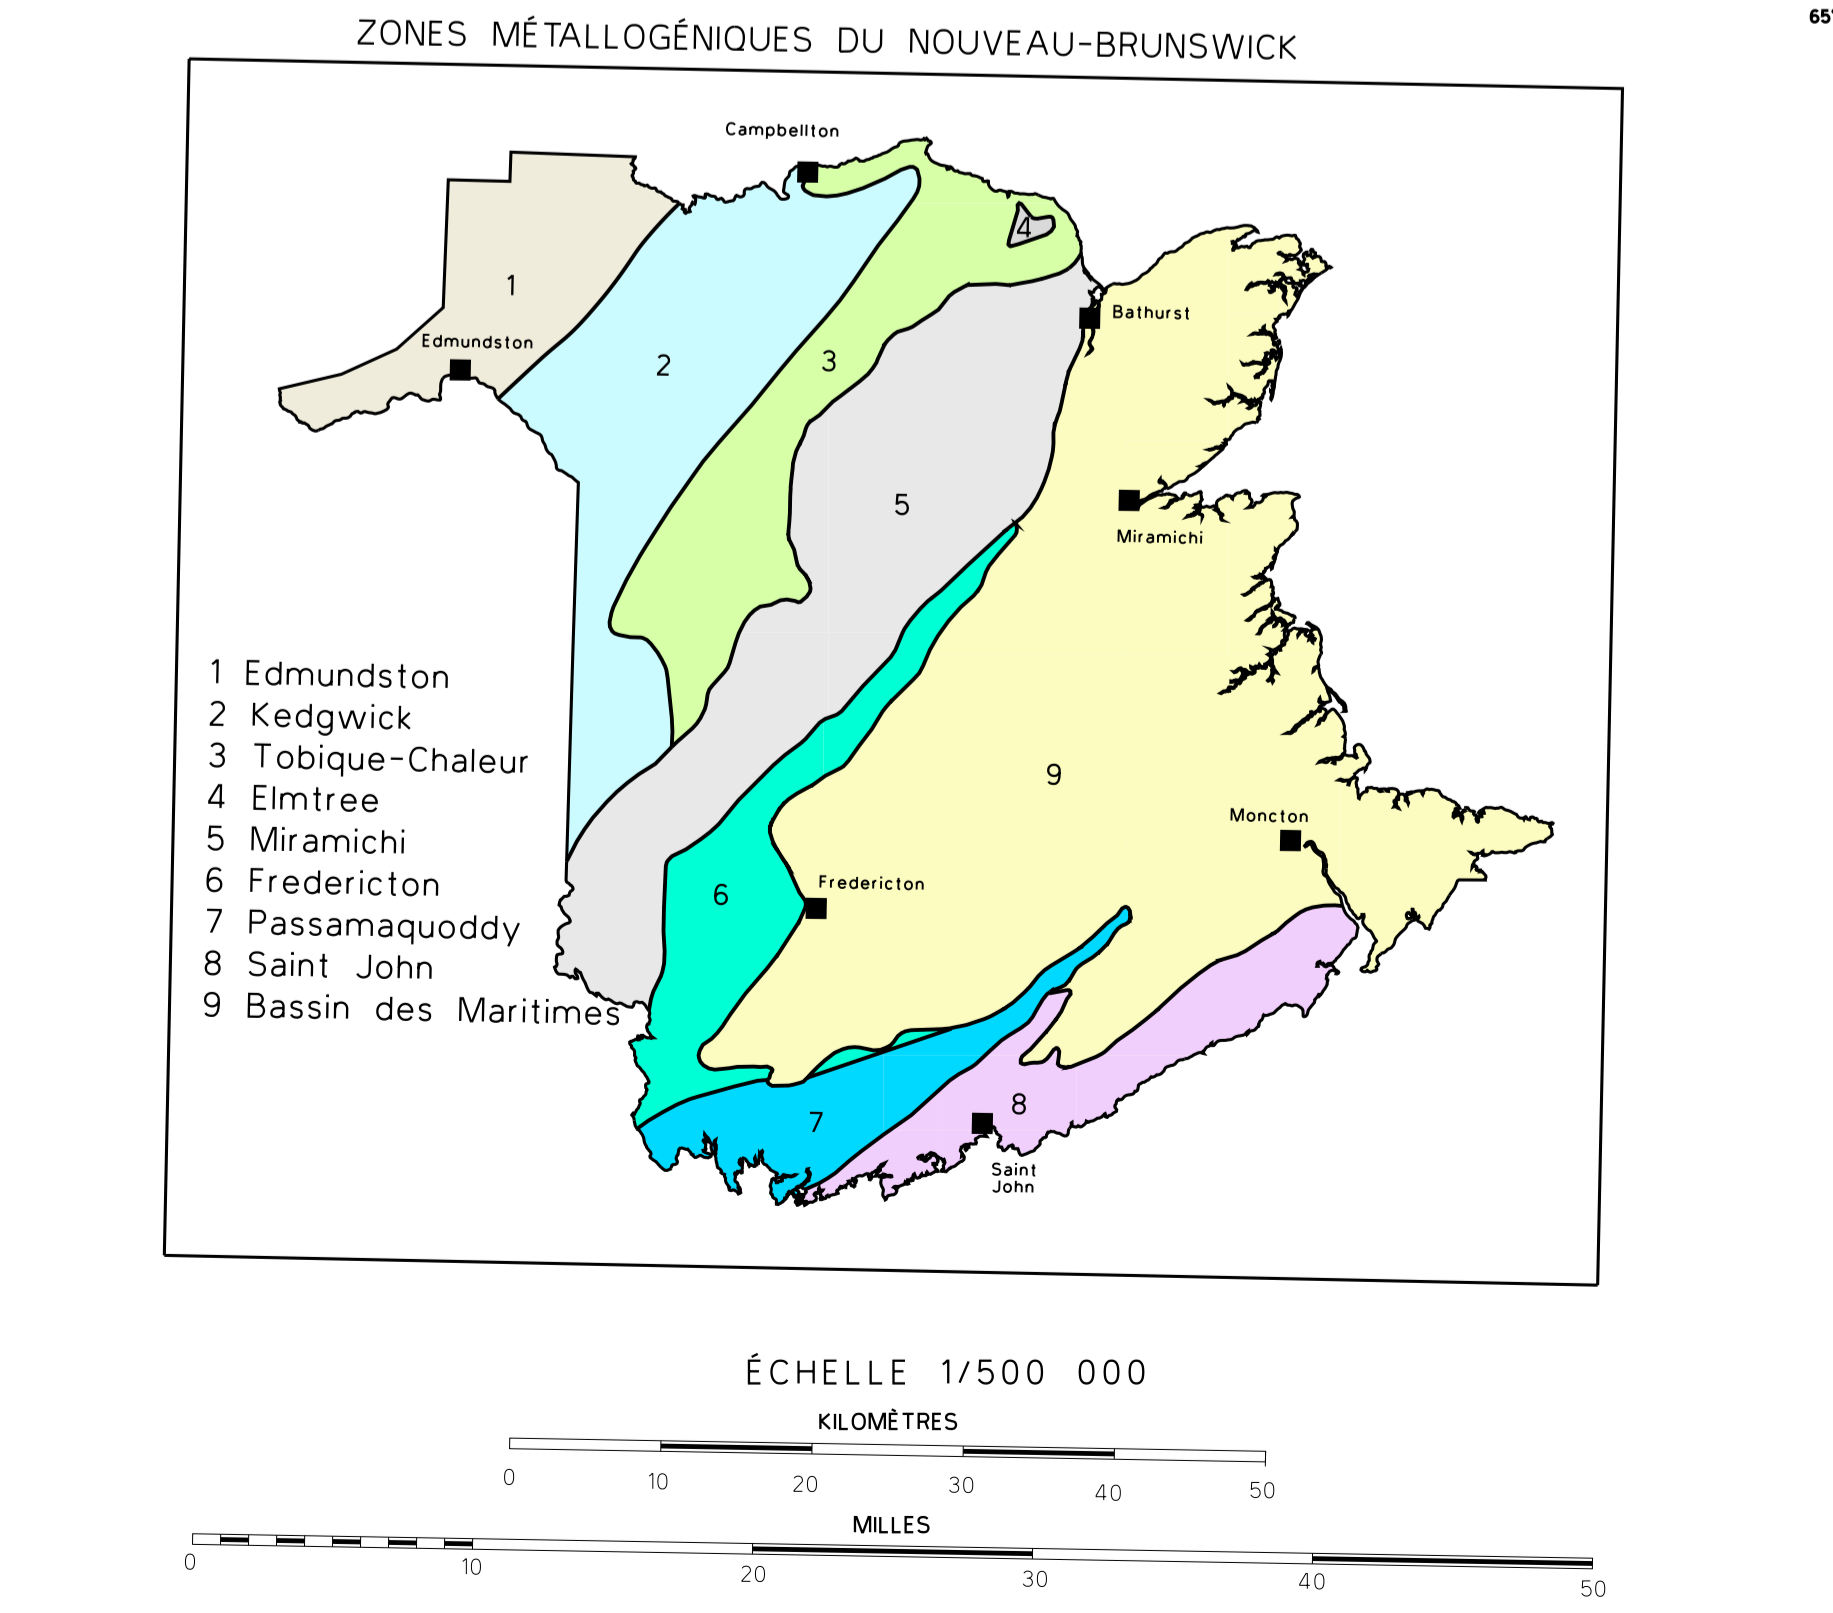 65°
ZONES MÉTALLOGÉNIQUES DU NOUVEAU-BRUNSWICK
Campbellton
4
1
Bathurst
Edmundston
2
3
5
Miramichi
1 Edmundston
2 Kedgwick
3 Tobique-Chaleur
4 Elmtree
5 Miramichi
6 Fredericton
7 Passamaquoddy
8 Saint John
9 Bassin des Maritimes
9
Moncton
Fredericton
6
8
7
Saint
John
ÉCHELLE 1/500 000
KILOMÈTRES
0 10 20 30 40 50
MILLES
0 10 20 30 40 50